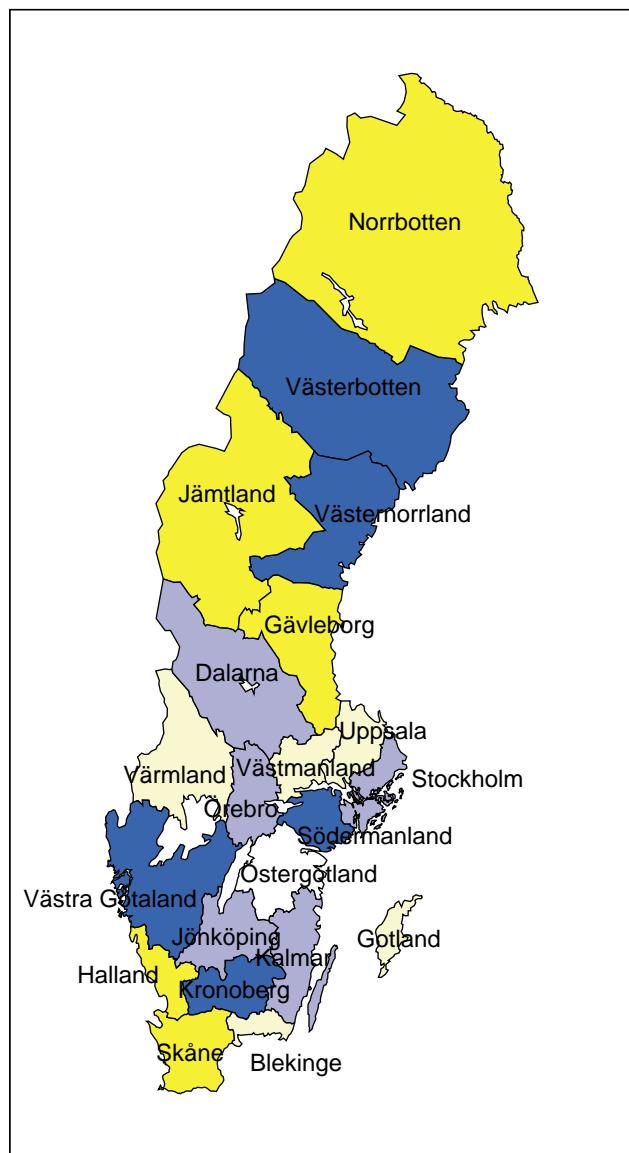 Norrbotten
Västerbotten
Jämtland
Västernorrland
Gävleborg
Dalarna
Uppsala
Värmland
Västmanland
Stockholm
Örebro
Södermanland
Östergötland
Västra Götaland
Jönköping
Gotland
Kalmar
Halland
Kronoberg
Skåne
Blekinge